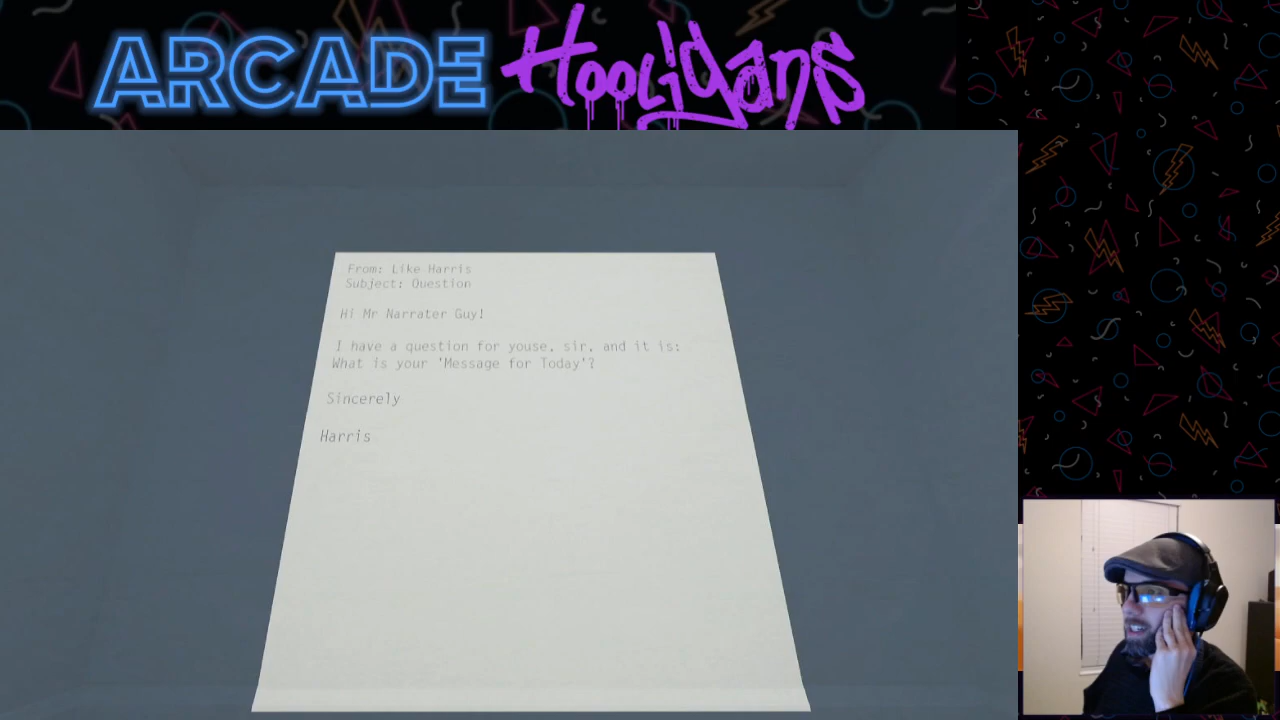 ARCADE Hooligans
From: Like Harris
Subject: Question
Hi Mr Narrater Guy!
I have a question for youse, sir, and it is:
What is your 'Message for Today'?
Sincerely
Harris